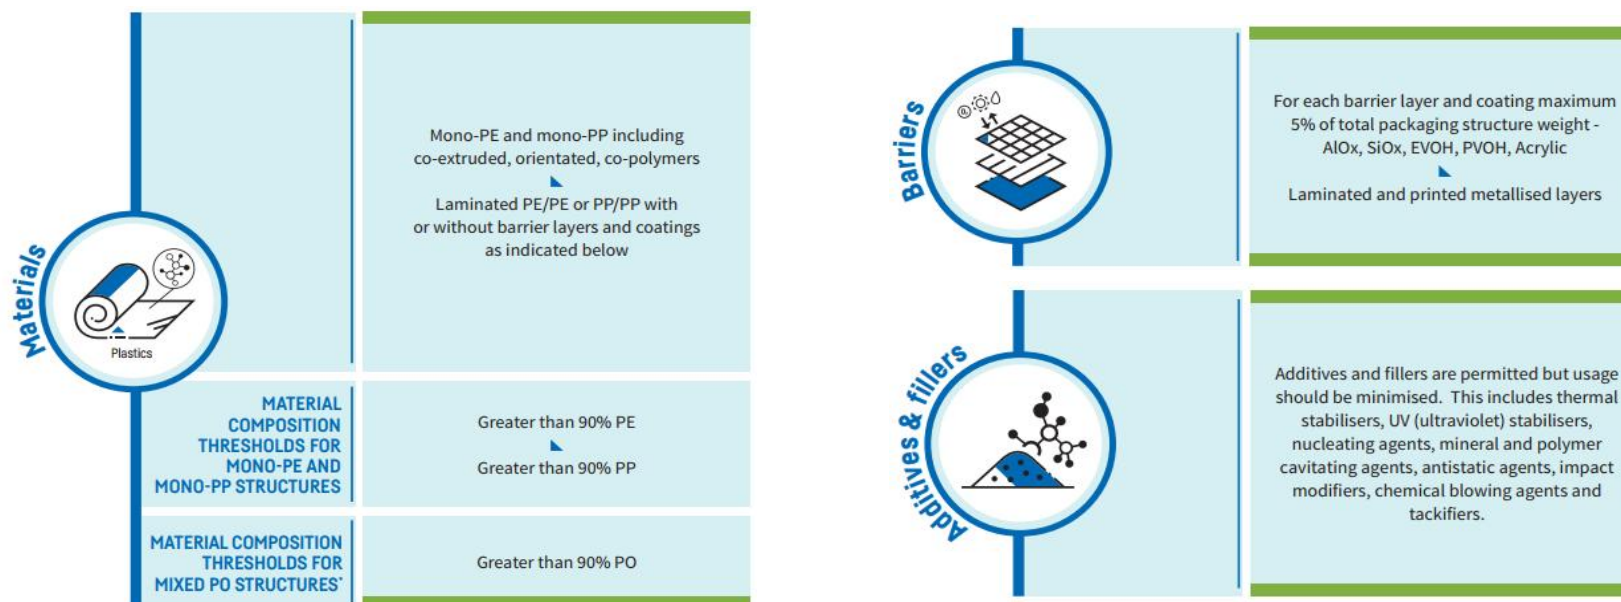 Materials
Plastics
Mono-PE and mono-PP including
co-extruded, orientated, co-polymers
Laminated PE/PE or PP/PP with
or without barrier layers and coatings
as indicated below
MATERIAL
COMPOSITION
THRESHOLDS FOR
MONO-PE AND
MONO-PP STRUCTURES
Greater than 90% PE
Greater than 90% PP
MATERIAL COMPOSITION
THRESHOLDS FOR
MIXED PO STRUCTURES*
Greater than 90% PO
Barriers
For each barrier layer and coating maximum
5% of total packaging structure weight -
AlOx, SiOx, EVOH, PVOH, Acrylic
Laminated and printed metallised layers
Additives & fillers
Additives and fillers are permitted but usage
should be minimised. This includes thermal
stabilisers, UV (ultraviolet) stabilisers,
nucleating agents, mineral and polymer
cavitating agents, antistatic agents, impact
modifiers, chemical blowing agents and
tackifiers.